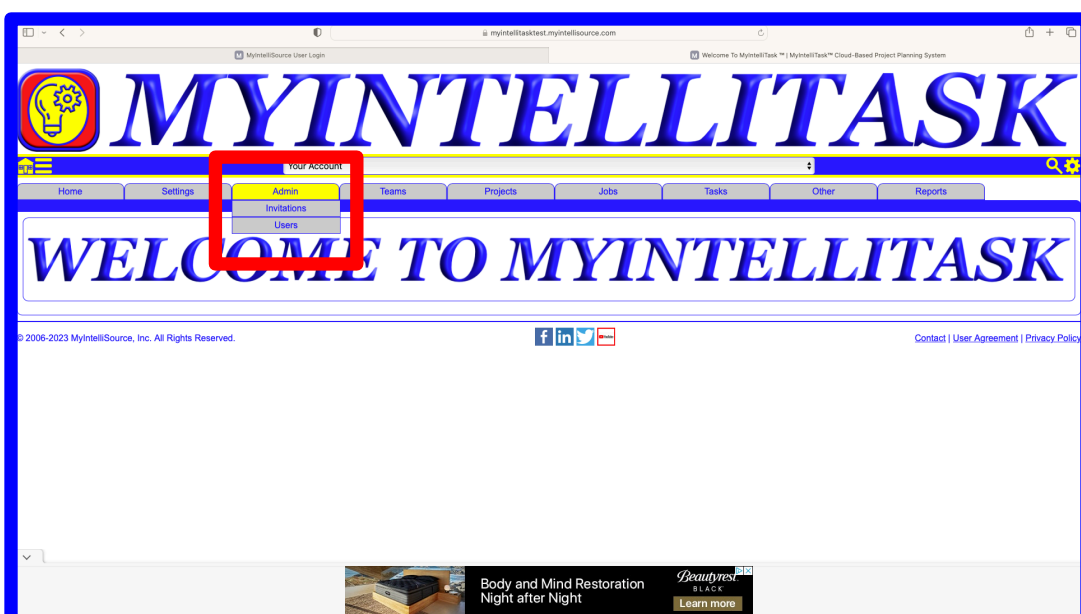 myintellitasktest.myintellisource.com
M MyIntelliSource User Login
M Welcome To MyIntelliTask ™ | MyIntelliTask™ Cloud-Based Project Planning System
MYINTELLITASK
Your Account
Home Settings Admin Teams Projects Jobs Tasks Other Reports
Invitations
Users
WELCOME TO MYINTELLITASK
© 2006-2023 MyIntelliSource, Inc. All Rights Reserved.
f in
Contact | User Agreement | Privacy Policy
Body and Mind Restoration
Night after Night
Beautyrest.
BLACK
Learn more